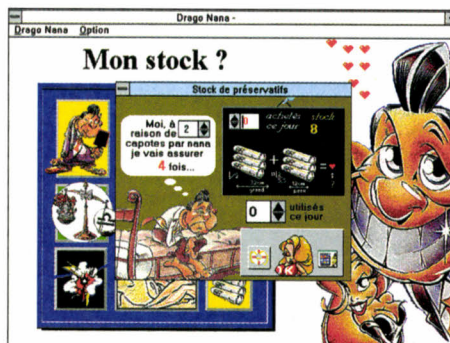 Drago Nana -
Drago Nana Option
Mon stock ?
Stock de préservatifs
Moi, à
raison de 2
capotes par nana
je vais assurer
4 fois...
0 achetés
ce jour
stock
8
+
=
0 utilisés
ce jour